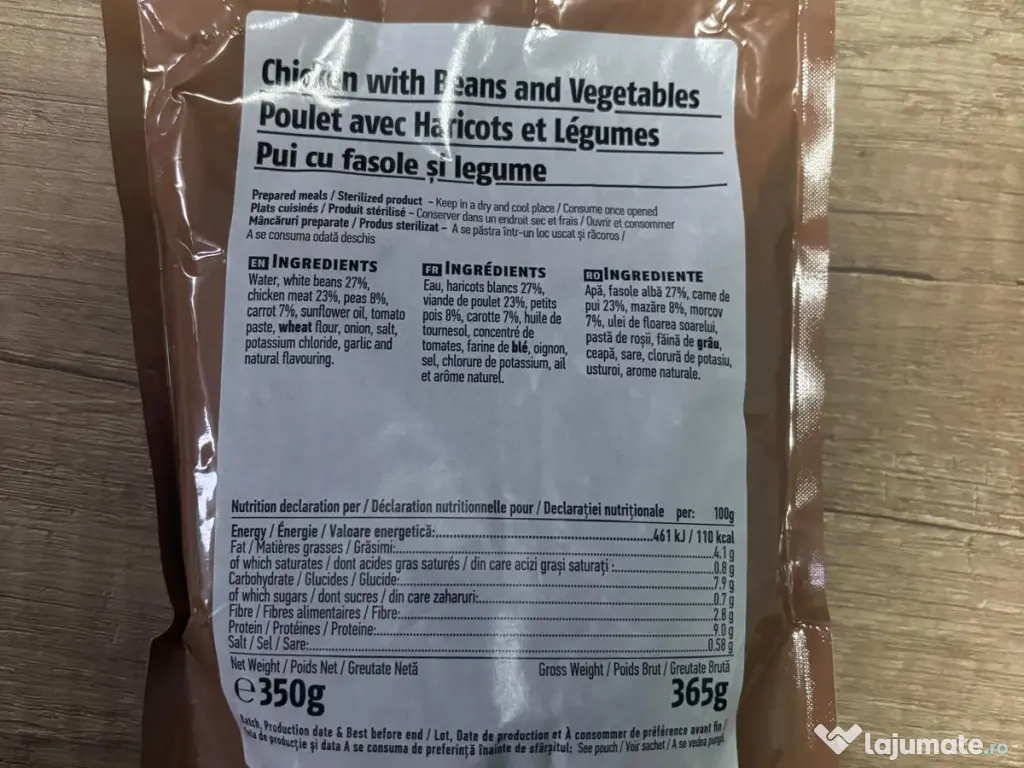 Chicken with Beans and Vegetables
Poulet avec Haricots et Légumes
Pui cu fasole și legume
Prepared meals / Sterilized product - Keep in a dry and cool place / Consume once opened
Plats cuisinés / Produit stérilisé - Conserver dans un endroit sec et frais / Ouvrir et consommer
Mâncăruri preparate / Produs sterilizat - A se păstra într-un loc uscat și răcoros /
A se consuma odată deschis
EN INGREDIENTS
Water, white beans 27%,
chicken meat 23%, peas 8%,
carrot 7%, sunflower oil, tomato
paste, wheat flour, onion, salt,
potassium chloride, garlic and
natural flavouring.
FR INGRÉDIENTS
Eau, haricots blancs 27%,
viande de poulet 23%, petits
pois 8%, carotte 7%, huile de
tournesol, concentré de
tomates, farine de blé, oignon,
sel, chlorure de potassium, ail
et arôme naturel.
RO INGREDIENTE
Apă, fasole albă 27%, carne de
pui 23%, mazăre 8%, morcov
7%, ulei de floarea soarelui,
pastă de roșii, făină de grâu,
ceapă, sare, clorură de potasiu,
usturoi, arome naturale.
Nutrition declaration per / Déclaration nutritionnelle pour / Declarației nutriționale per: 100g
Energy / Énergie / Valoare energetică: 461 kJ / 110 kcal
Fat / Matières grasses / Grăsimi: 4.1 g
of which saturates / dont acides gras saturés / din care acizi grași saturați : 0.8 g
Carbohydrate / Glucides / Glucide: 7.9 g
of which sugars / dont sucres / din care zaharuri: 0.7 g
Fibre / Fibres alimentaires / Fibre: 2.8 g
Protein / Protéines / Proteine: 9.0 g
Salt / Sel / Sare: 0.58 g
Net Weight / Poids Net / Greutate Netă
e 350g
Gross Weight / Poids Brut / Greutate Brută
365g
Batch, Production date & Best before end / Lot, Date de production et À consommer de préférence avant fin /
de producție și data A se consuma de preferință înainte de sfârșitul: See pouch / Voir sachet / A se vedea punga
lajumate.ro